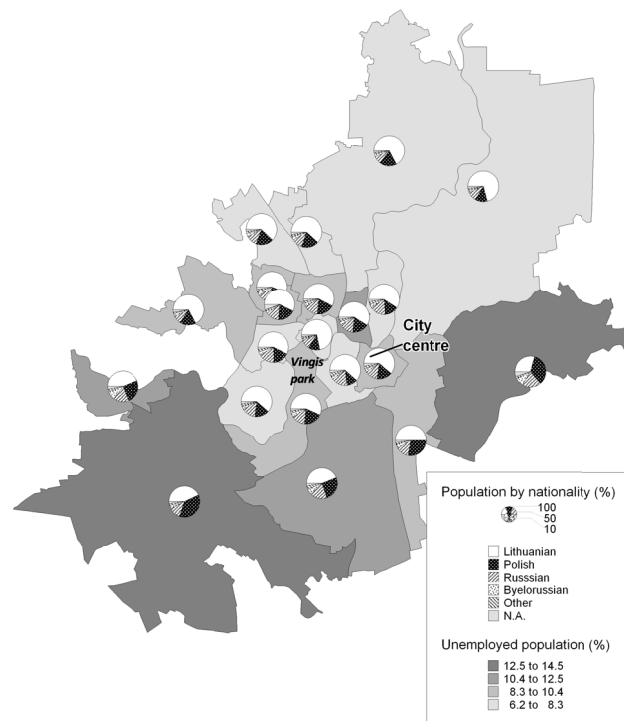 City
centre
Vingis
park
Population by nationality (%)
100
50
10
Lithuanian
Polish
Russsian
Byelorussian
Other
N.A.
Unemployed population (%)
12.5 to 14.5
10.4 to 12.5
8.3 to 10.4
6.2 to 8.3